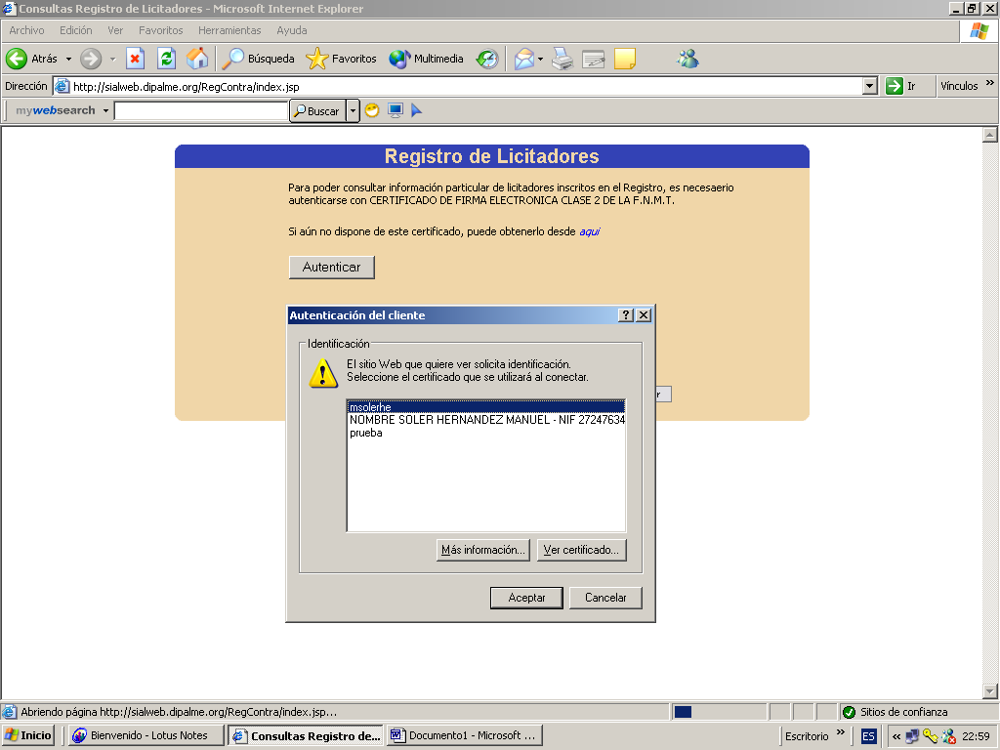 Consultas Registro de Licitadores - Microsoft Internet Explorer
Archivo Edición Ver Favoritos Herramientas Ayuda
Atrás Búsqueda Favoritos Multimedia
Dirección http://sialweb.dipalme.org/RegContra/index.jsp Ir Vínculos »
mywebsearch Buscar
Registro de Licitadores
Para poder consultar información particular de licitadores inscritos en el Registro, es necesaerio
autenticarse con CERTIFICADO DE FIRMA ELECTRONICA CLASE 2 DE LA F.N.M.T.
Si aún no dispone de este certificado, puede obtenerlo desde aquí
Autenticar
Autenticación del cliente
Identificación
El sitio Web que quiere ver solicita identificación.
Seleccione el certificado que se utilizará al conectar.
r
msolerhe
NOMBRE SOLER HERNANDEZ MANUEL - NIF 27247634
prueba
Más información... Ver certificado...
Aceptar Cancelar
Abriendo página http://sialweb.dipalme.org/RegContra/index.jsp... Sitios de confianza
Inicio Bienvenido - Lotus Notes Consultas Registro de... Documento1 - Microsoft ... Escritorio » ES « 22:59